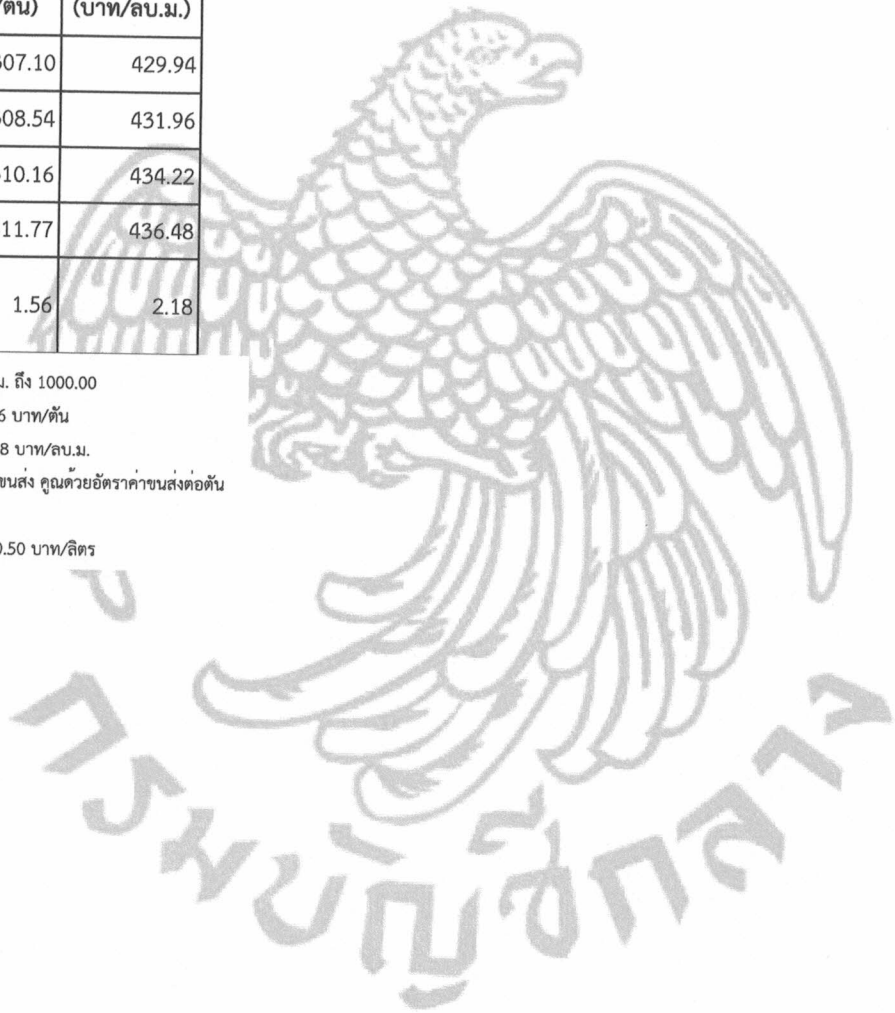 /ตัน) (บาท/ลบ.ม.)
307.10 429.94
308.54 431.96
310.16 434.22
11.77 436.48
1.56 2.18
ม. ถึง 1000.00
6 บาท/ตัน
8 บาท/ลบ.ม.
ขนส่ง คูณด้วยอัตราค่าขนส่งต่อตัน
0.50 บาท/ลิตร
กรมบัญชีกลาง